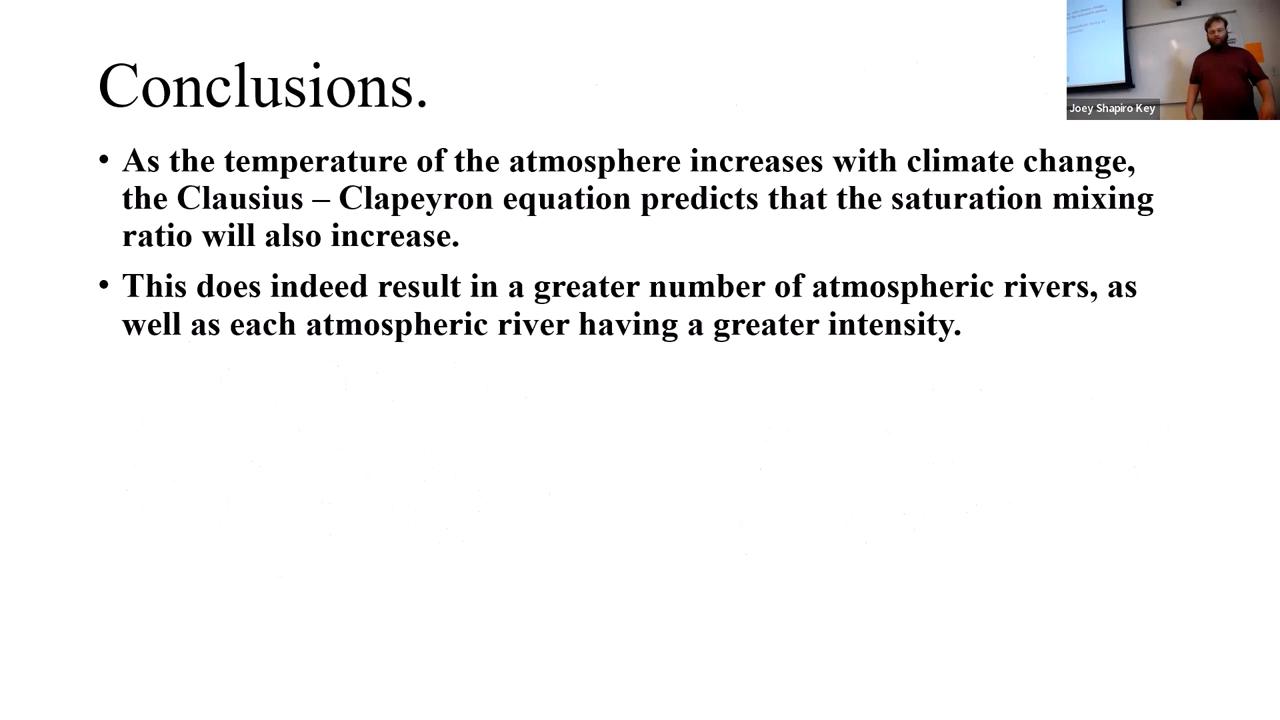 Conclusions.
• As the temperature of the atmosphere increases with climate change,
the Clausius – Clapeyron equation predicts that the saturation mixing
ratio will also increase.
• This does indeed result in a greater number of atmospheric rivers, as
well as each atmospheric river having a greater intensity.
Joey Shapiro Key